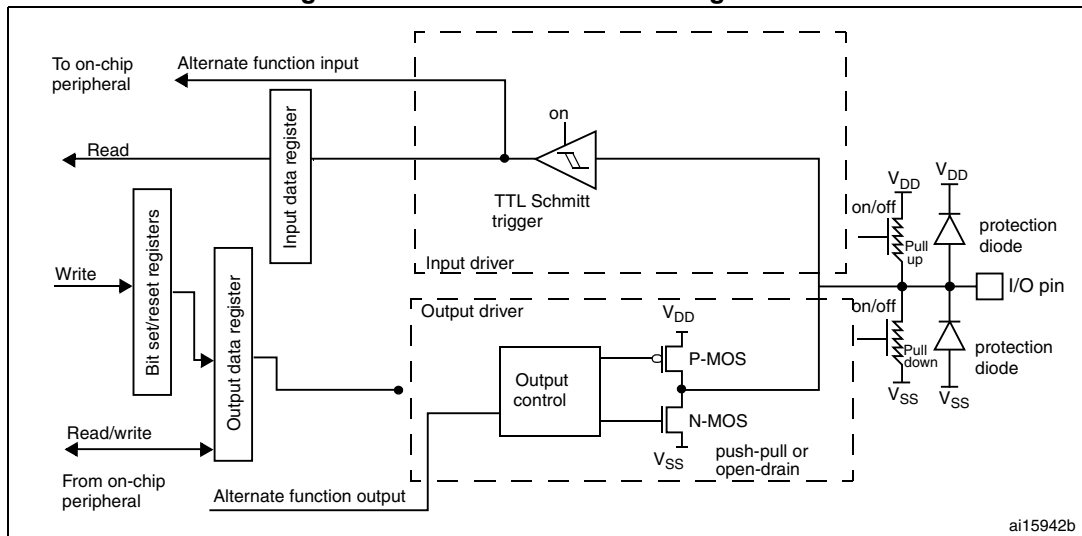 To on-chip
peripheral
Alternate function input
on
Read
Input data register
TTL Schmitt
trigger
Input driver
VDD
VDD
on/off
Pull
up
protection
diode
Write
Bit set/reset registers
Output data register
I/O pin
Output driver
VDD
on/off
Pull
down
protection
diode
P-MOS
Output
control
N-MOS
VSS
VSS
VSS
push-pull or
open-drain
Read/write
From on-chip
peripheral
Alternate function output
ai15942b